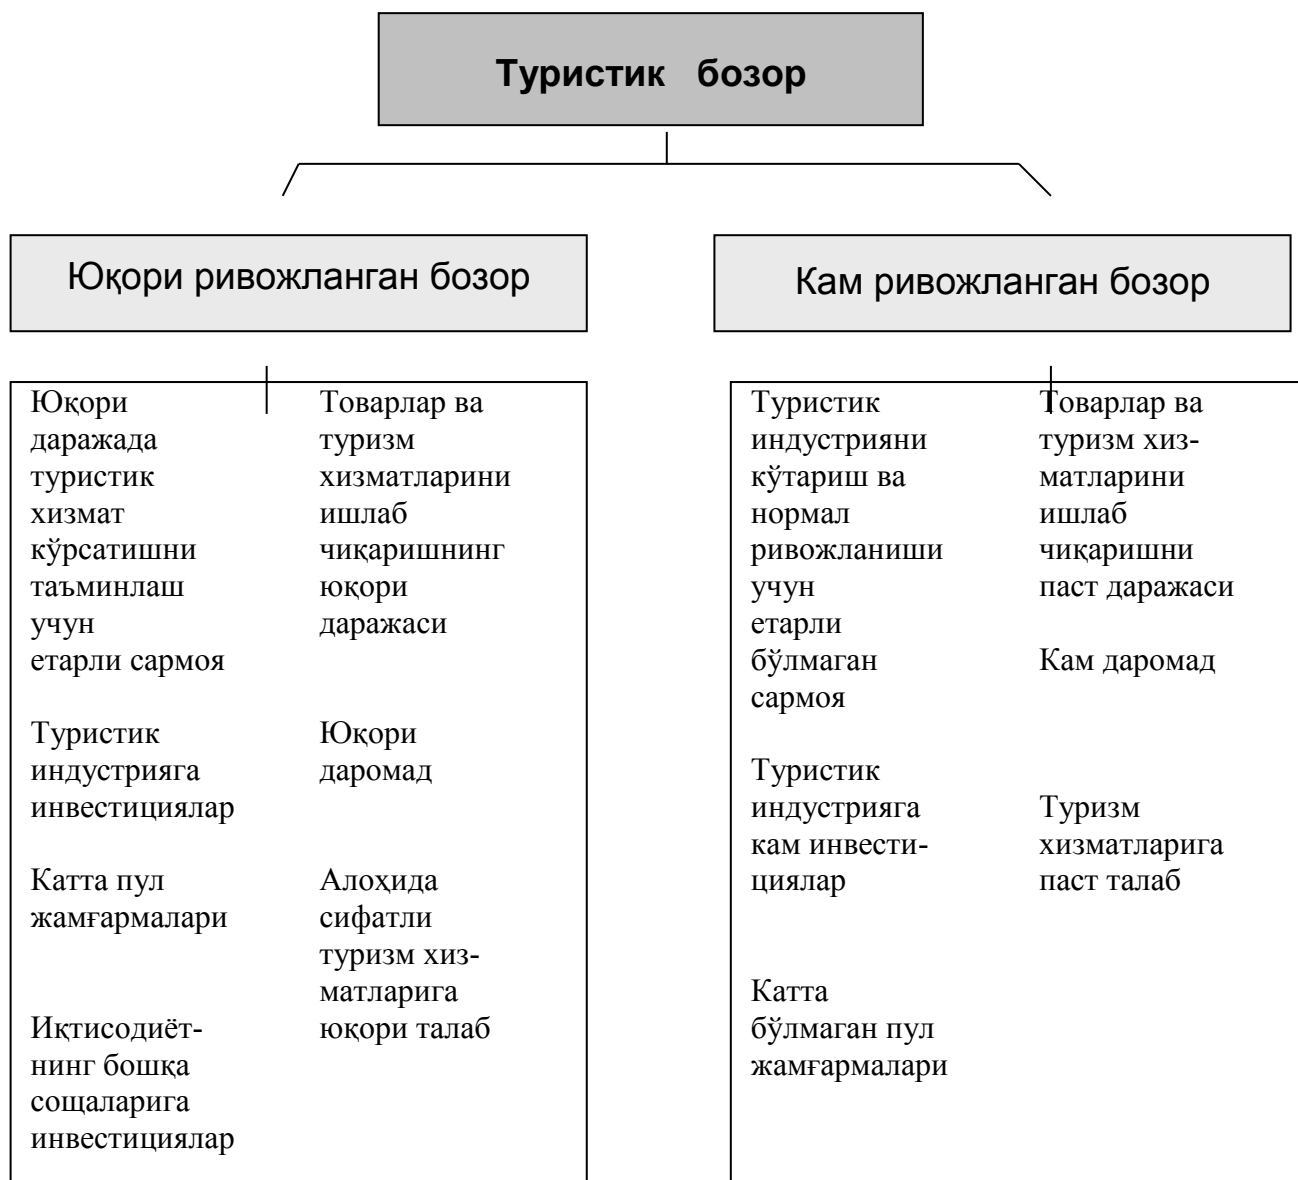 Туристик бозор
Юқори ривожланган бозор
Юқори
даражада
туристик
хизмат
кўрсатишни
таъминлаш
учун
етарли сармоя
Туристик
индустрияга
инвестициялар
Катта пул
жамғармалари
Иқтисодиёт-
нинг бошқа
сощаларига
инвестициялар
Товарлар ва
туризм
хизматларини
ишлаб
чиқаришнинг
юқори
даражаси
Юқори
даромад
Алоҳида
сифатли
туризм хиз-
матларига
юқори талаб
Кам ривожланган бозор
Туристик
индустрияни
кўтариш ва
нормал
ривожланиши
учун
етарли
бўлмаган
сармоя
Туристик
индустрияга
кам инвести-
циялар
Катта
бўлмаган пул
жамғармалари
Товарлар ва
туризм хиз-
матларини
ишлаб
чиқаришни
паст даражаси
Кам даромад
Туризм
хизматларига
паст талаб